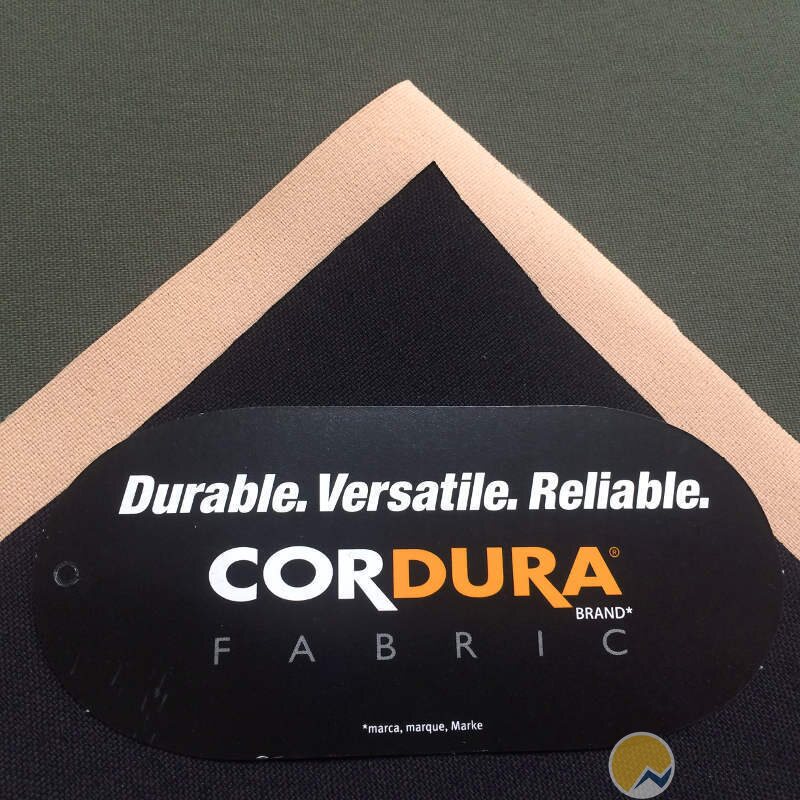 Durable. Versatile. Reliable.
CORDURA®
BRAND*
FABRIC
*marca, marque, Marke